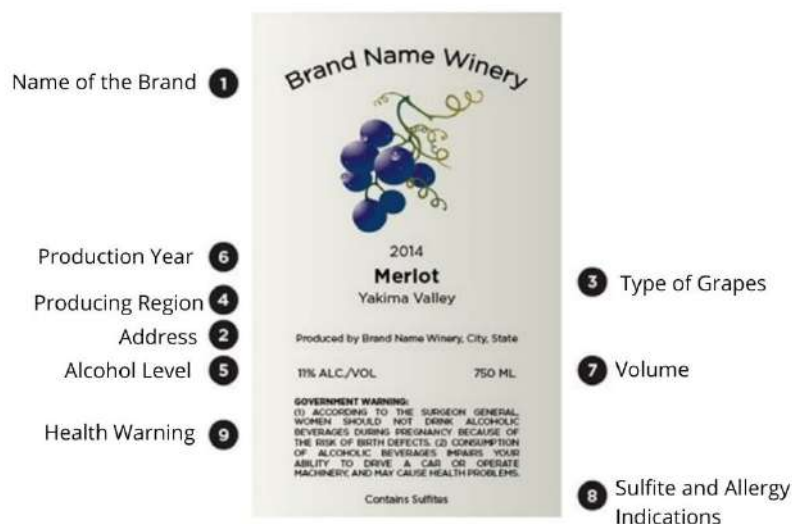 Brand Name Winery
Name of the Brand 1
Production Year 6
2014
Merlot
3 Type of Grapes
Producing Region 4
Yakima Valley
Address 2
Produced by Brand Name Winery, City, State
Alcohol Level 5
11% ALC./VOL
750 ML
7 Volume
GOVERNMENT WARNING:
(1) ACCORDING TO THE SURGEON GENERAL,
WOMEN SHOULD NOT DRINK ALCOHOLIC
BEVERAGES DURING PREGNANCY BECAUSE OF
THE RISK OF BIRTH DEFECTS. (2) CONSUMPTION
OF ALCOHOLIC BEVERAGES IMPAIRS YOUR
ABILITY TO DRIVE A CAR OR OPERATE
MACHINERY, AND MAY CAUSE HEALTH PROBLEMS.
Health Warning 9
Contains Sulfites
8 Sulfite and Allergy
Indications